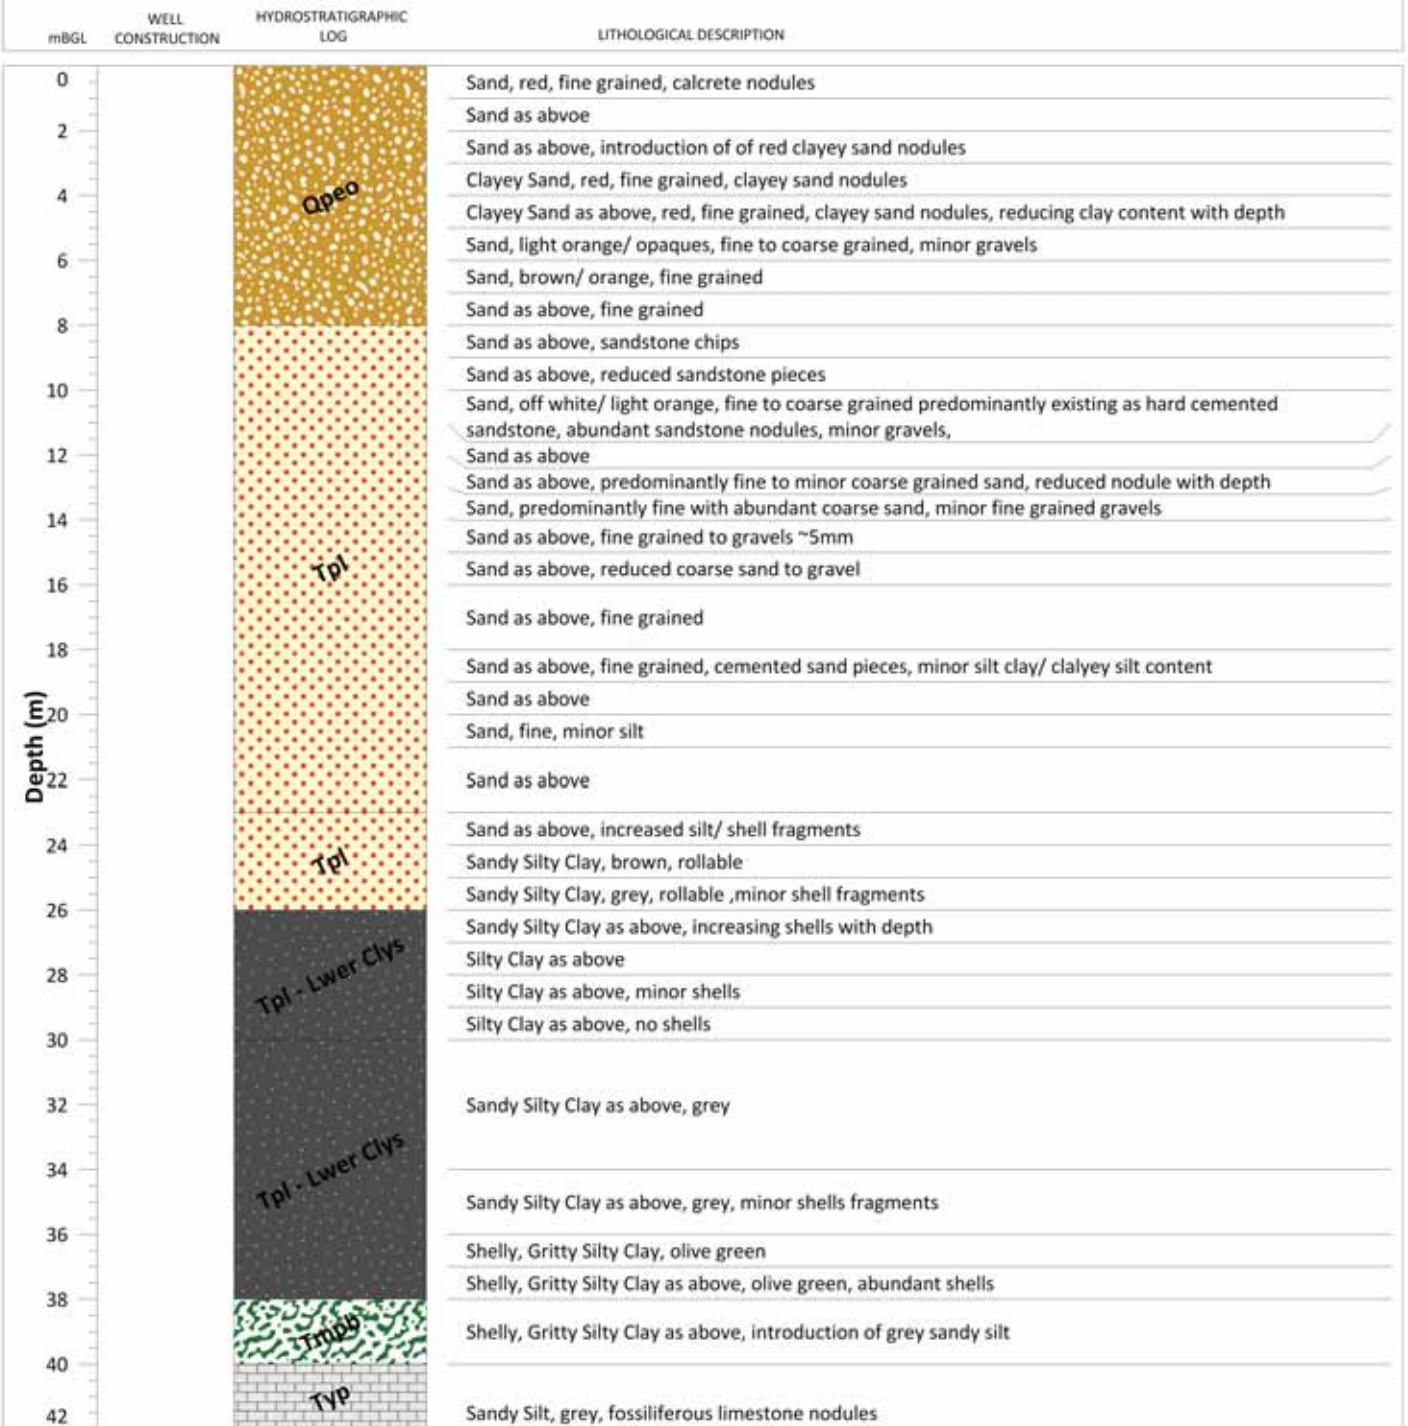 mBGL
WELL
CONSTRUCTION
HYDROSTRATIGRAPHIC
LOG
LITHOLOGICAL DESCRIPTION
0
Sand, red, fine grained, calcrete nodules
Sand as abvoe
2
Sand as above, introduction of of red clayey sand nodules
Clayey Sand, red, fine grained, clayey sand nodules
4
Qpeo
Clayey Sand as above, red, fine grained, clayey sand nodules, reducing clay content with depth
Sand, light orange/ opaques, fine to coarse grained, minor gravels
6
Sand, brown/ orange, fine grained
Sand as above, fine grained
8
Sand as above, sandstone chips
Sand as above, reduced sandstone pieces
10
Sand, off white/ light orange, fine to coarse grained predominantly existing as hard cemented
sandstone, abundant sandstone nodules, minor gravels,
12
Sand as above
Sand as above, predominantly fine to minor coarse grained sand, reduced nodule with depth
Sand, predominantly fine with abundant coarse sand, minor fine grained gravels
14
Sand as above, fine grained to gravels ~5mm
Tpl
Sand as above, reduced coarse sand to gravel
16
Sand as above, fine grained
18
Sand as above, fine grained, cemented sand pieces, minor silt clay/ clalyey silt content
Sand as above
Depth (m)
20
Sand, fine, minor silt
22
Sand as above
Sand as above, increased silt/ shell fragments
24
Tpl
Sandy Silty Clay, brown, rollable
Sandy Silty Clay, grey, rollable ,minor shell fragments
26
Sandy Silty Clay as above, increasing shells with depth
Tpl - Lwer Clys
Silty Clay as above
28
Silty Clay as above, minor shells
Silty Clay as above, no shells
30
32
Sandy Silty Clay as above, grey
34
Tpl - Lwer Clys
Sandy Silty Clay as above, grey, minor shells fragments
36
Shelly, Gritty Silty Clay, olive green
Shelly, Gritty Silty Clay as above, olive green, abundant shells
38
Tmpb
Shelly, Gritty Silty Clay as above, introduction of grey sandy silt
40
Typ
42
Sandy Silt, grey, fossiliferous limestone nodules